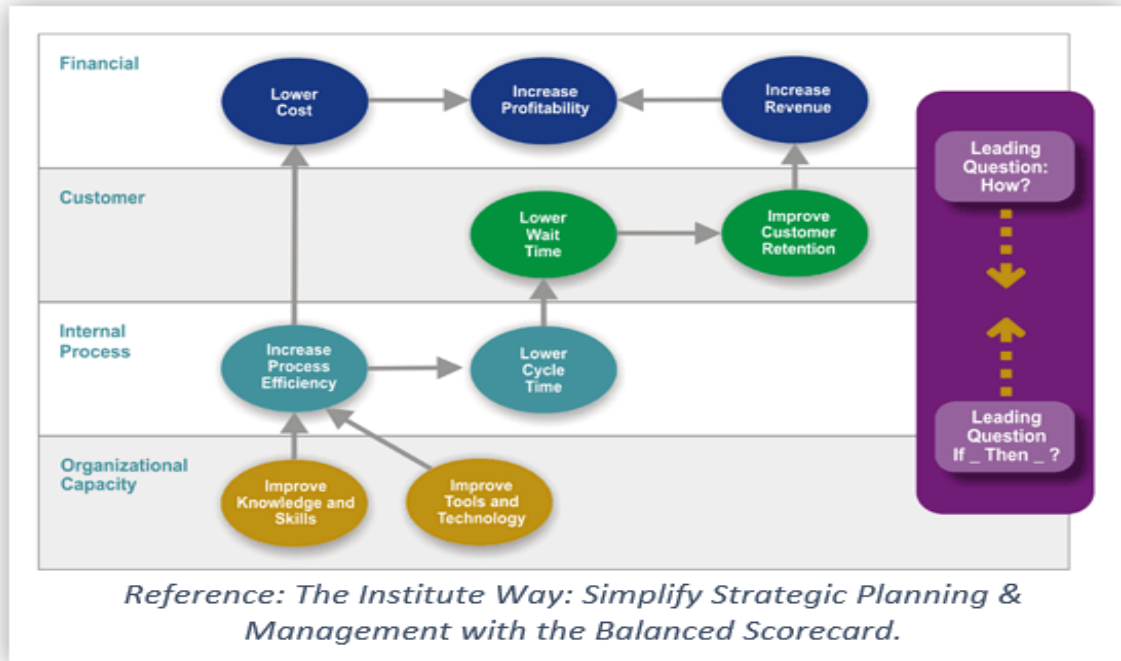 Financial
Lower
Cost
Increase
Profitability
Increase
Revenue
Customer
Lower
Wait
Time
Improve
Customer
Retention
Internal
Process
Increase
Process
Efficiency
Lower
Cycle
Time
Organizational
Capacity
Improve
Knowledge and
Skills
Improve
Tools and
Technology
Leading
Question:
How?
Leading
Question
If _ Then _ ?
Reference: The Institute Way: Simplify Strategic Planning &
Management with the Balanced Scorecard.